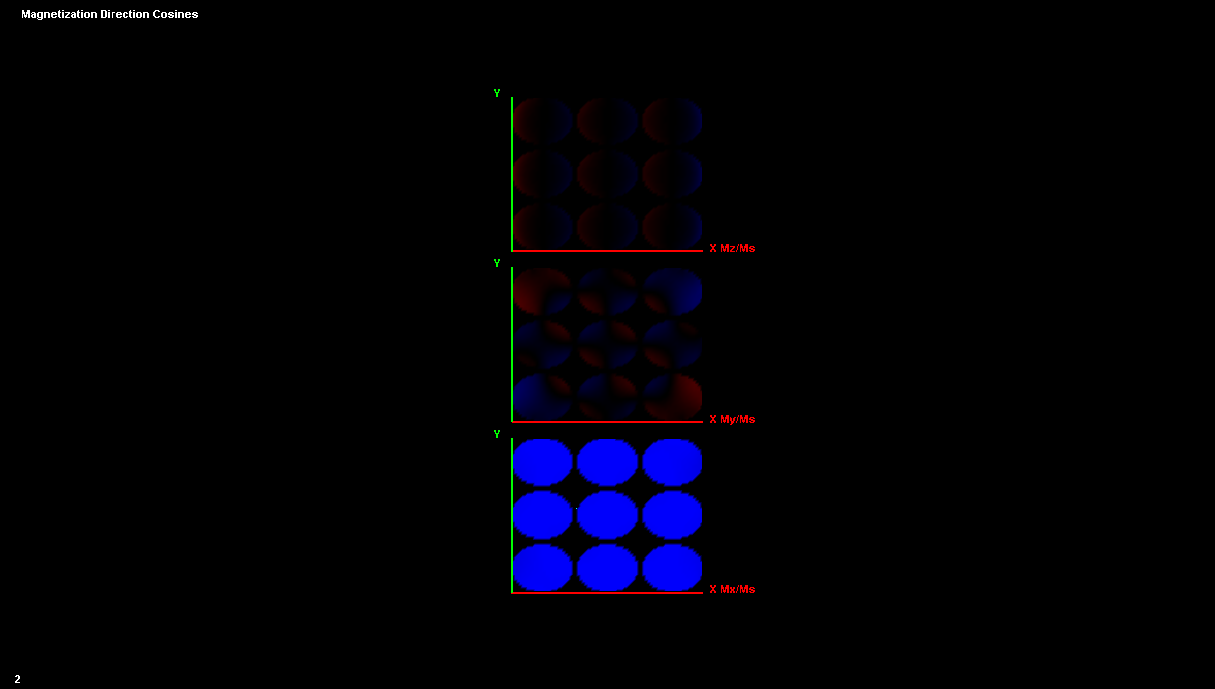 Magnetization Direction Cosines
Y
X Mz/Ms
Y
X My/Ms
Y
X Mx/Ms
2